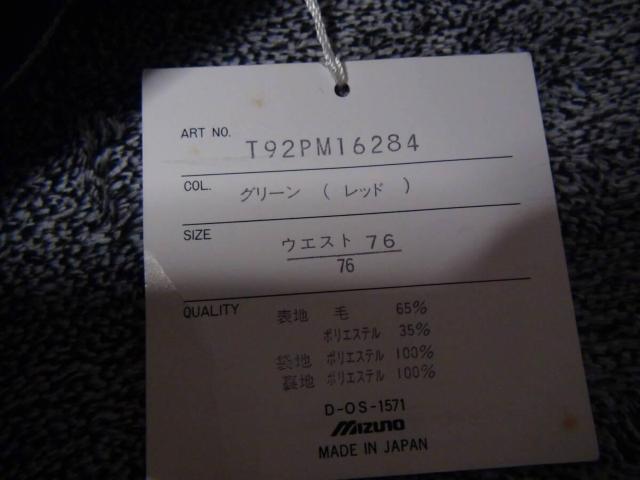 ART NO. T92PM16284
COL. グリーン ( レッド )
SIZE ウエスト 76
76
QUALITY 表地 毛 65%
ポリエステル 35%
袋地 ポリエステル 100%
裏地 ポリエステル 100%
D-OS-1571
MIZUNO
MADE IN JAPAN